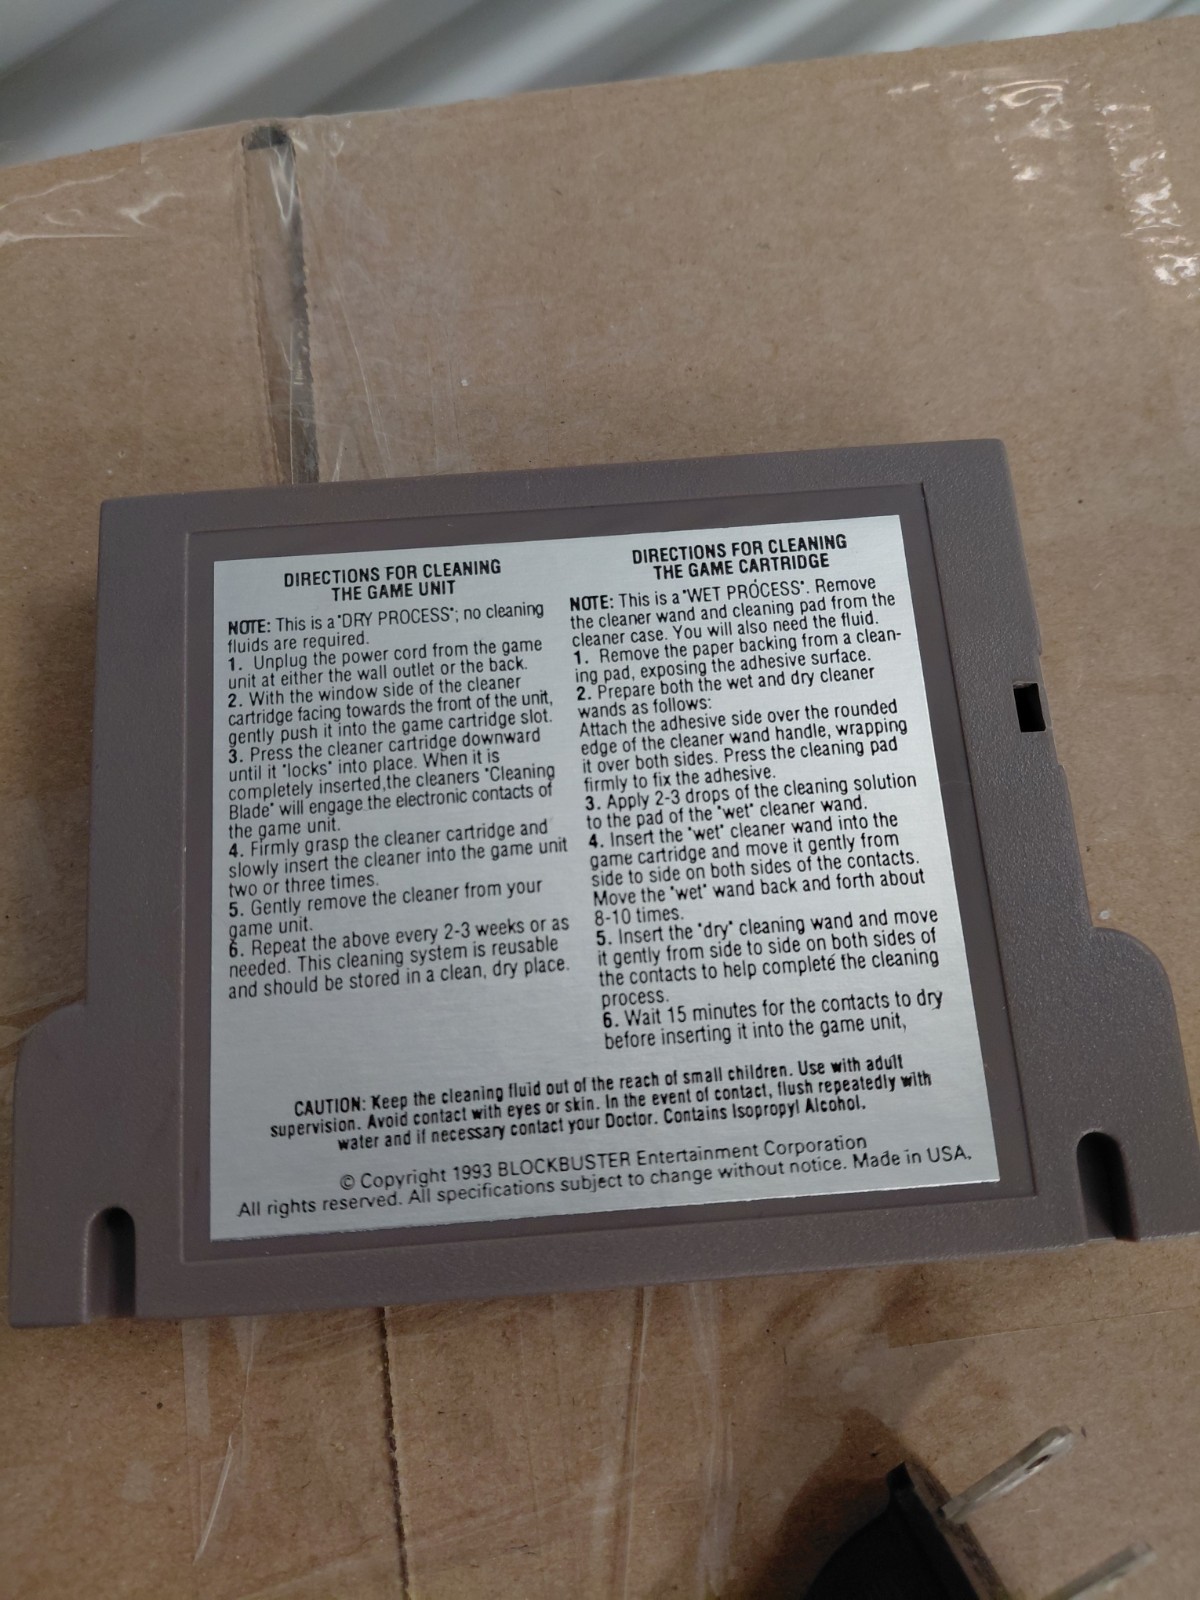 DIRECTIONS FOR CLEANING
THE GAME UNIT
NOTE: This is a "DRY PROCESS"; no cleaning
fluids are required.
1. Unplug the power cord from the game
unit at either the wall outlet or the back.
2. With the window side of the cleaner
cartridge facing towards the front of the unit,
gently push it into the game cartridge slot.
3. Press the cleaner cartridge downward
until it "locks" into place. When it is
completely inserted,the cleaners "Cleaning
Blade" will engage the electronic contacts of
the game unit.
4. Firmly grasp the cleaner cartridge and
slowly insert the cleaner into the game unit
two or three times.
5. Gently remove the cleaner from your
game unit.
6. Repeat the above every 2-3 weeks or as
needed. This cleaning system is reusable
and should be stored in a clean, dry place.
DIRECTIONS FOR CLEANING
THE GAME CARTRIDGE
NOTE: This is a "WET PROCESS". Remove
the cleaner wand and cleaning pad from the
cleaner case. You will also need the fluid.
1. Remove the paper backing from a clean-
ing pad, exposing the adhesive surface.
2. Prepare both the wet and dry cleaner
wands as follows:
Attach the adhesive side over the rounded
edge of the cleaner wand handle, wrapping
it over both sides. Press the cleaning pad
firmly to fix the adhesive.
3. Apply 2-3 drops of the cleaning solution
to the pad of the "wet" cleaner wand.
4. Insert the "wet" cleaner wand into the
game cartridge and move it gently from
side to side on both sides of the contacts.
Move the "wet" wand back and forth about
8-10 times.
5. Insert the "dry" cleaning wand and move
it gently from side to side on both sides of
the contacts to help complete the cleaning
process.
6. Wait 15 minutes for the contacts to dry
before inserting it into the game unit,
CAUTION: Keep the cleaning fluid out of the reach of small children. Use with adult
supervision. Avoid contact with eyes or skin. In the event of contact, flush repeatedly with
water and if necessary contact your Doctor. Contains Isopropyl Alcohol.
© Copyright 1993 BLOCKBUSTER Entertainment Corporation
All rights reserved. All specifications subject to change without notice. Made in USA.